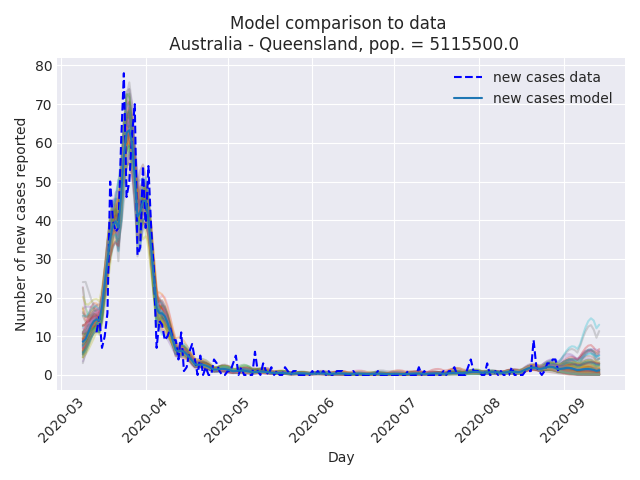 Model comparison to data
Australia - Queensland, pop. = 5115500.0
new cases data
new cases model
Number of new cases reported
80
70
60
50
40
30
20
10
0
2020-03
2020-04
2020-05
2020-06
2020-07
2020-08
2020-09
Day